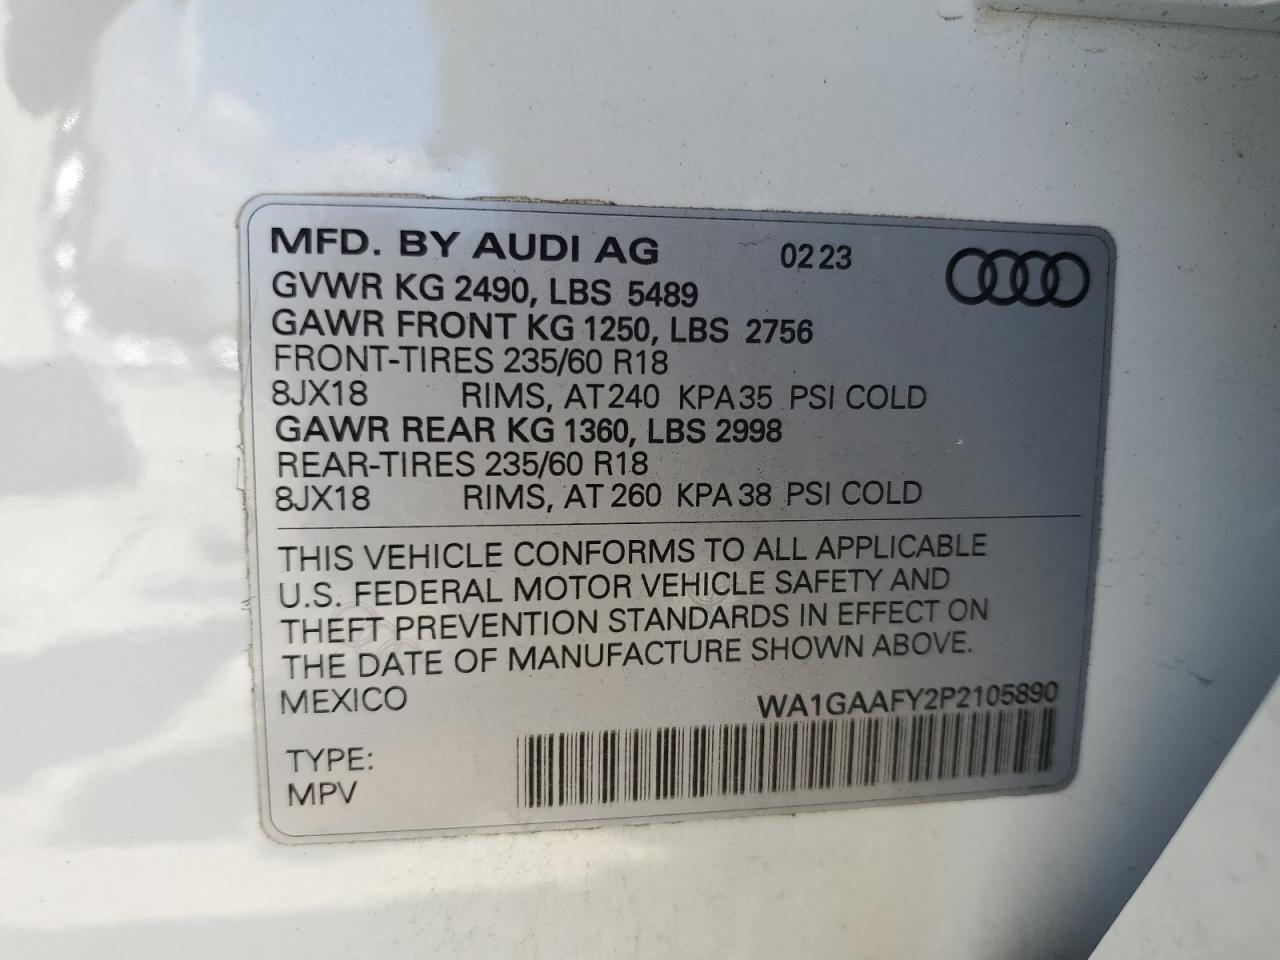 MFD. BY AUDI AG 02 23
GVWR KG 2490, LBS 5489
GAWR FRONT KG 1250, LBS 2756
FRONT-TIRES 235/60 R18
8JX18 RIMS, AT 240 KPA 35 PSI COLD
GAWR REAR KG 1360, LBS 2998
REAR-TIRES 235/60 R18
8JX18 RIMS, AT 260 KPA 38 PSI COLD
THIS VEHICLE CONFORMS TO ALL APPLICABLE
U.S. FEDERAL MOTOR VEHICLE SAFETY AND
THEFT PREVENTION STANDARDS IN EFFECT ON
THE DATE OF MANUFACTURE SHOWN ABOVE.
MEXICO WA1GAAFY2P2105890
TYPE:
MPV